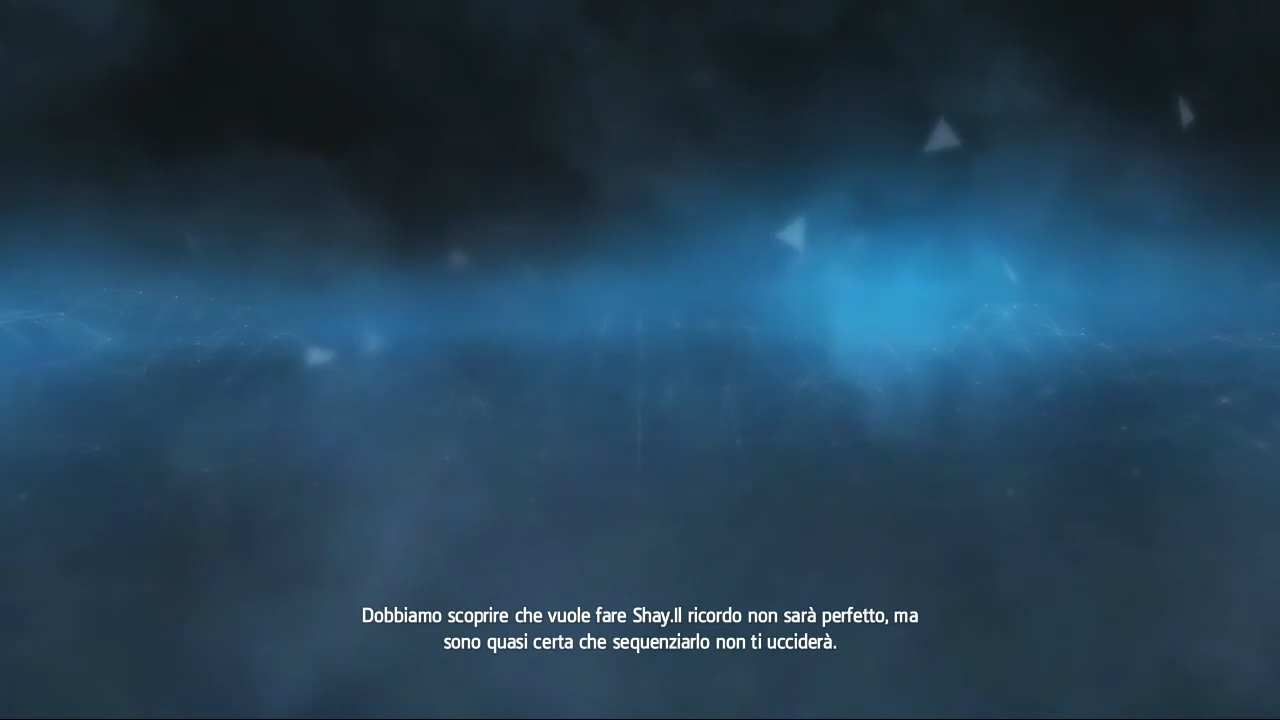 Dobbiamo scoprire che vuole fare Shay.Il ricordo non sarà perfetto, ma
sono quasi certa che sequenziarlo non ti ucciderà.